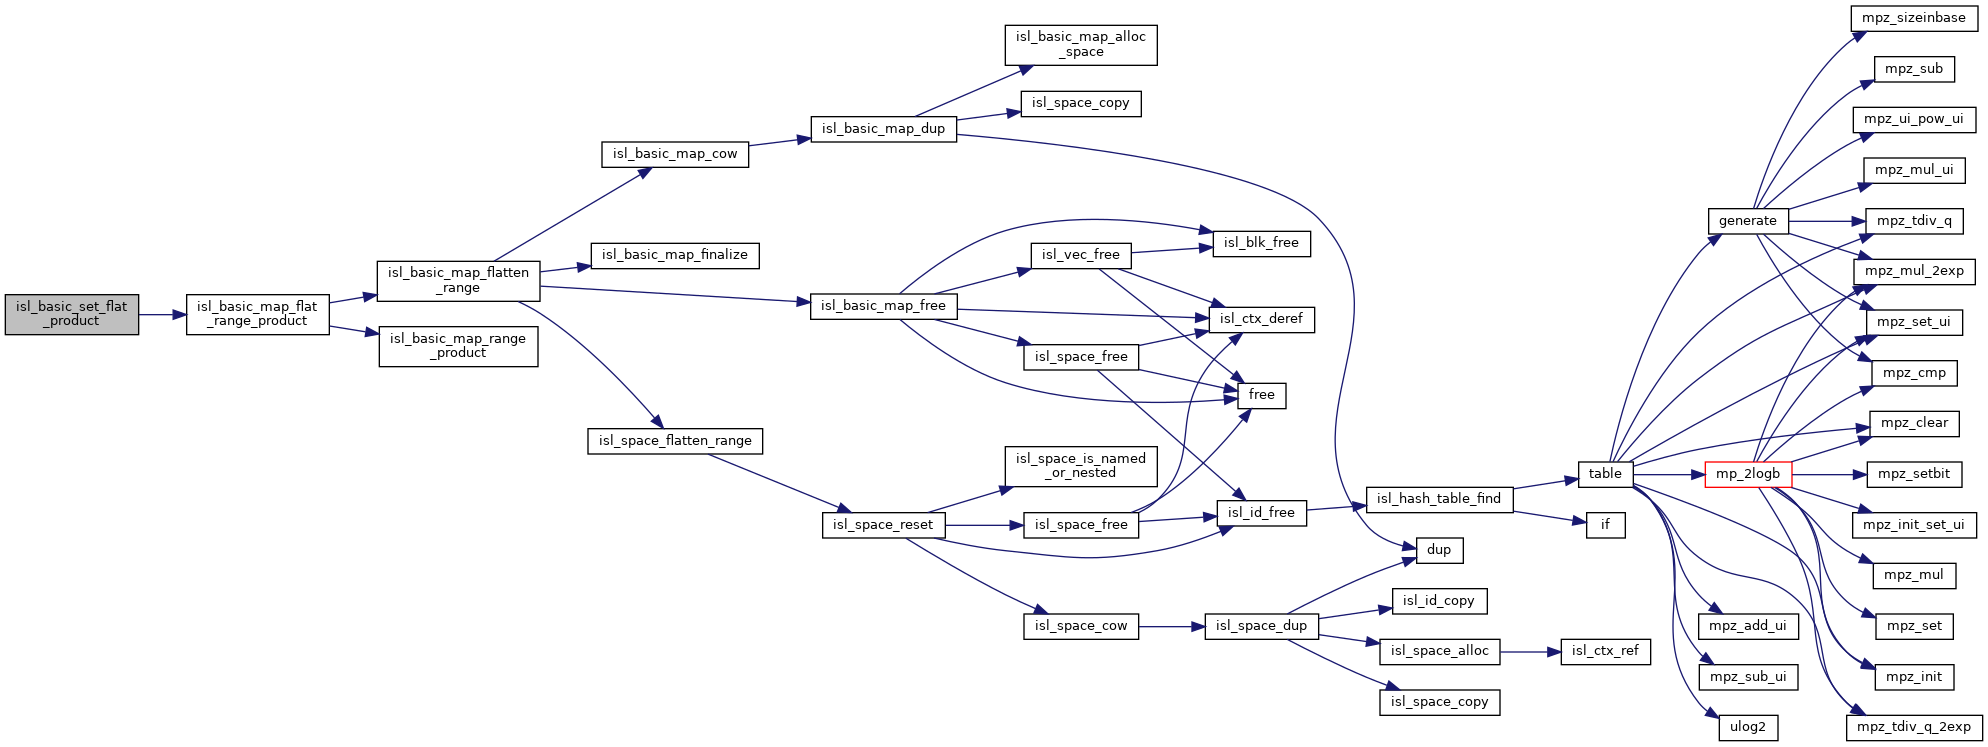 isl_basic_set_flat
_product
isl_basic_map_flat
_range_product
isl_basic_map_flatten
_range
isl_basic_map_range
_product
isl_basic_map_cow
isl_basic_map_finalize
isl_space_flatten_range
isl_basic_map_dup
isl_basic_map_free
isl_space_reset
isl_basic_map_alloc
_space
isl_space_copy
isl_vec_free
isl_space_free
isl_space_is_named
_or_nested
isl_space_free
isl_space_cow
isl_blk_free
isl_ctx_deref
free
isl_id_free
isl_space_dup
isl_hash_table_find
dup
isl_id_copy
isl_space_alloc
isl_space_copy
table
if
isl_ctx_ref
generate
mp_2logb
mpz_add_ui
mpz_sub_ui
ulog2
mpz_sizeinbase
mpz_sub
mpz_ui_pow_ui
mpz_mul_ui
mpz_tdiv_q
mpz_mul_2exp
mpz_set_ui
mpz_cmp
mpz_clear
mpz_setbit
mpz_init_set_ui
mpz_mul
mpz_set
mpz_init
mpz_tdiv_q_2exp